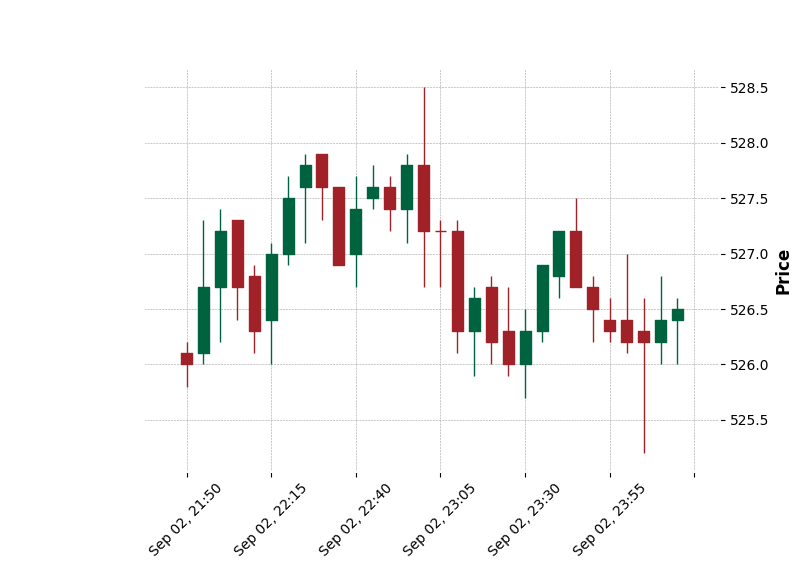 528.5
528.0
527.5
527.0
526.5
526.0
525.5
Price
Sep 02, 21:50
Sep 02, 22:15
Sep 02, 22:40
Sep 02, 23:05
Sep 02, 23:30
Sep 02, 23:55